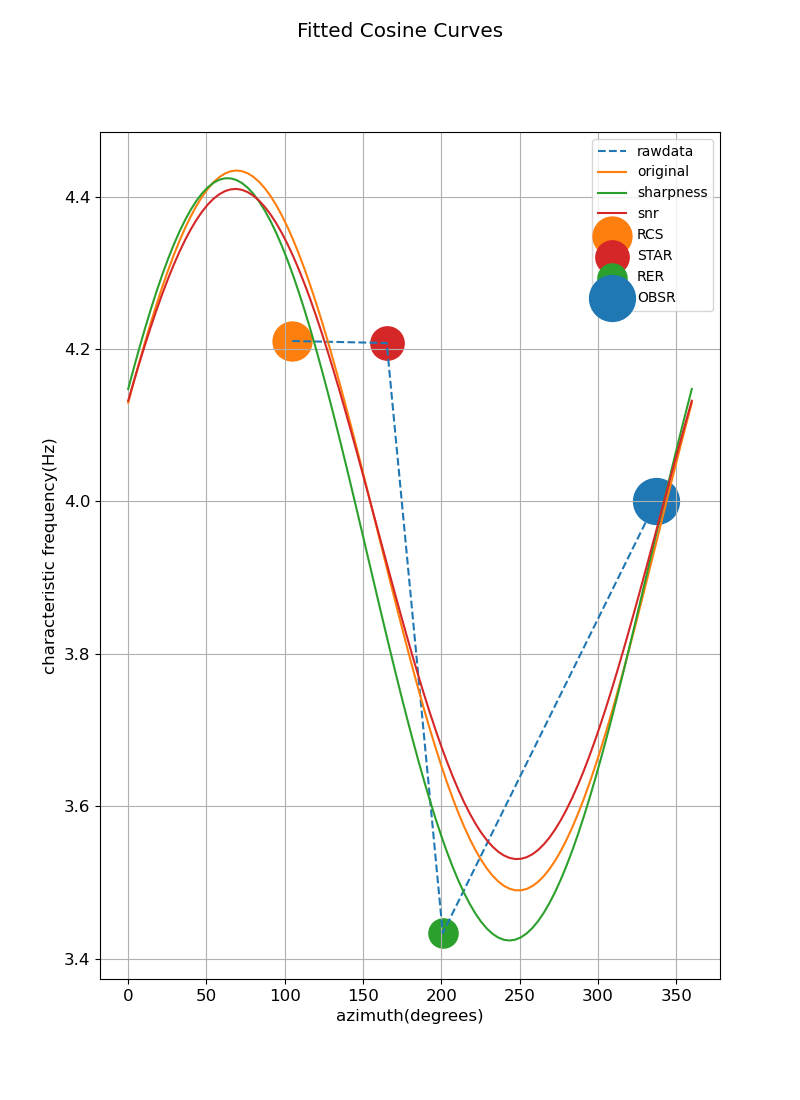 Fitted Cosine Curves
rawdata
original
sharpness
snr
RCS
STAR
RER
OBSR
characteristic frequency(Hz)
4.4
4.2
4.0
3.8
3.6
3.4
0 50 100 150 200 250 300 350
azimuth(degrees)